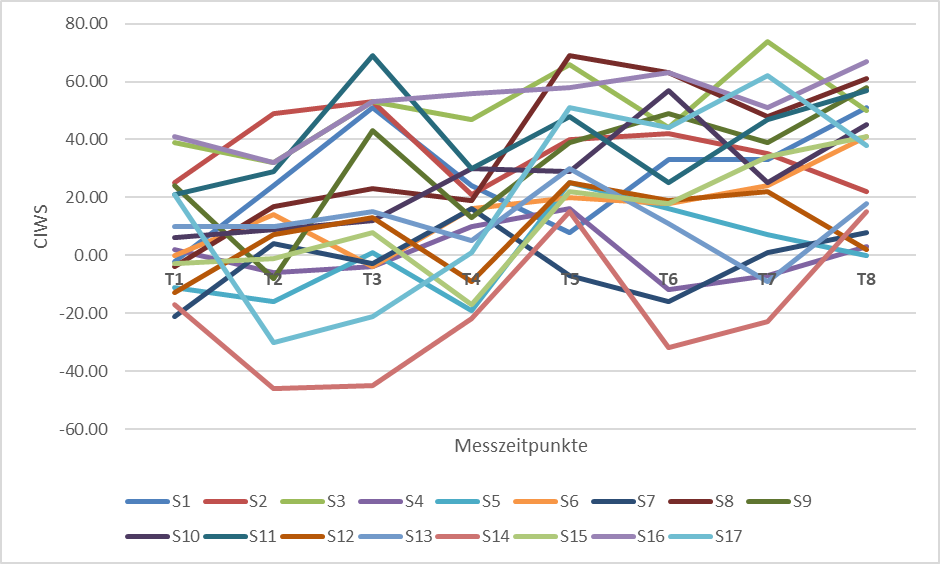 80.00
60.00
40.00
20.00
0.00
T1 T2 T3 T4 T5 T6 T7 T8
-20.00
-40.00
-60.00
CIWS
Messzeitpunkte
S1 S2 S3 S4 S5 S6 S7 S8 S9
S10 S11 S12 S13 S14 S15 S16 S17